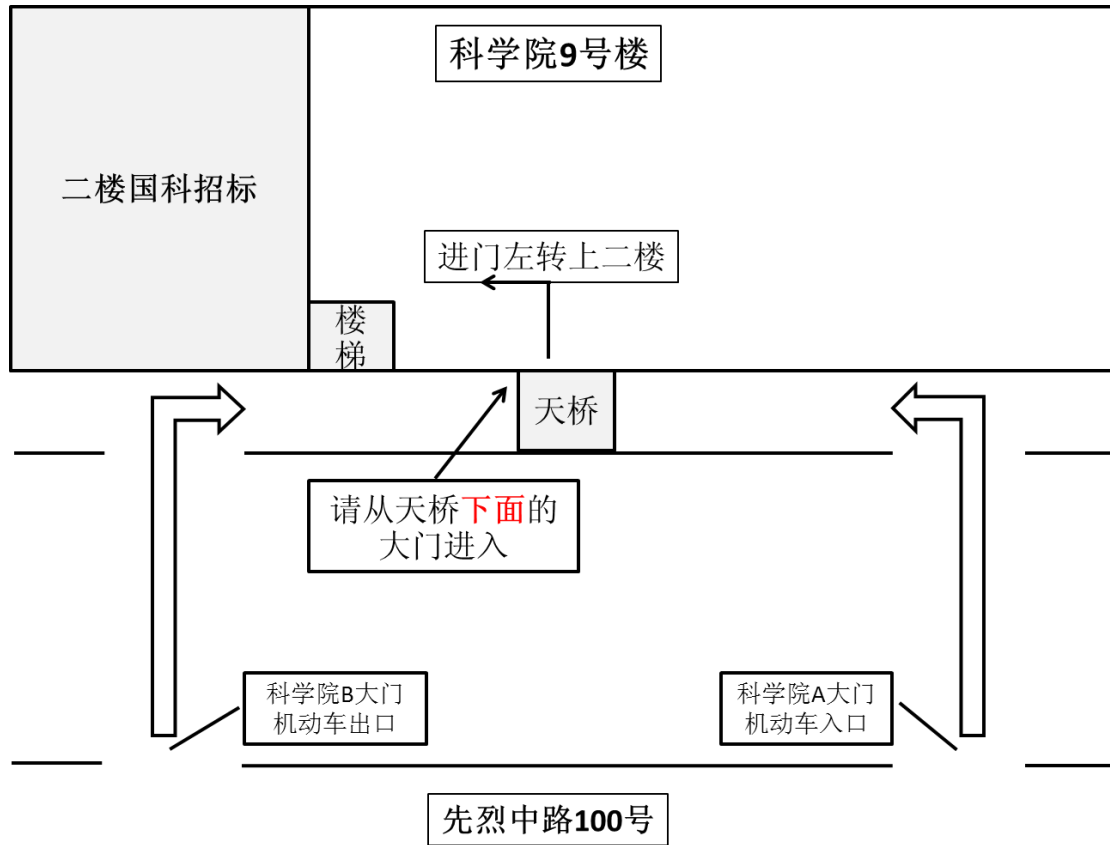 科学院9号楼
二楼国科招标
进门左转上二楼
楼
梯
天桥
请从天桥下面的
大门进入
科学院B大门
机动车出口
科学院A大门
机动车入口
先烈中路100号